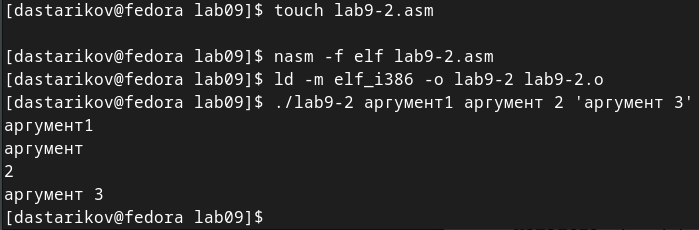 [dastarikov@fedora lab09]$ touch lab9-2.asm
[dastarikov@fedora lab09]$ nasm -f elf lab9-2.asm
[dastarikov@fedora lab09]$ ld -m elf_i386 -o lab9-2 lab9-2.o
[dastarikov@fedora lab09]$ ./lab9-2 аргумент1 аргумент 2 'аргумент 3'
аргумент1
аргумент
2
аргумент 3
[dastarikov@fedora lab09]$